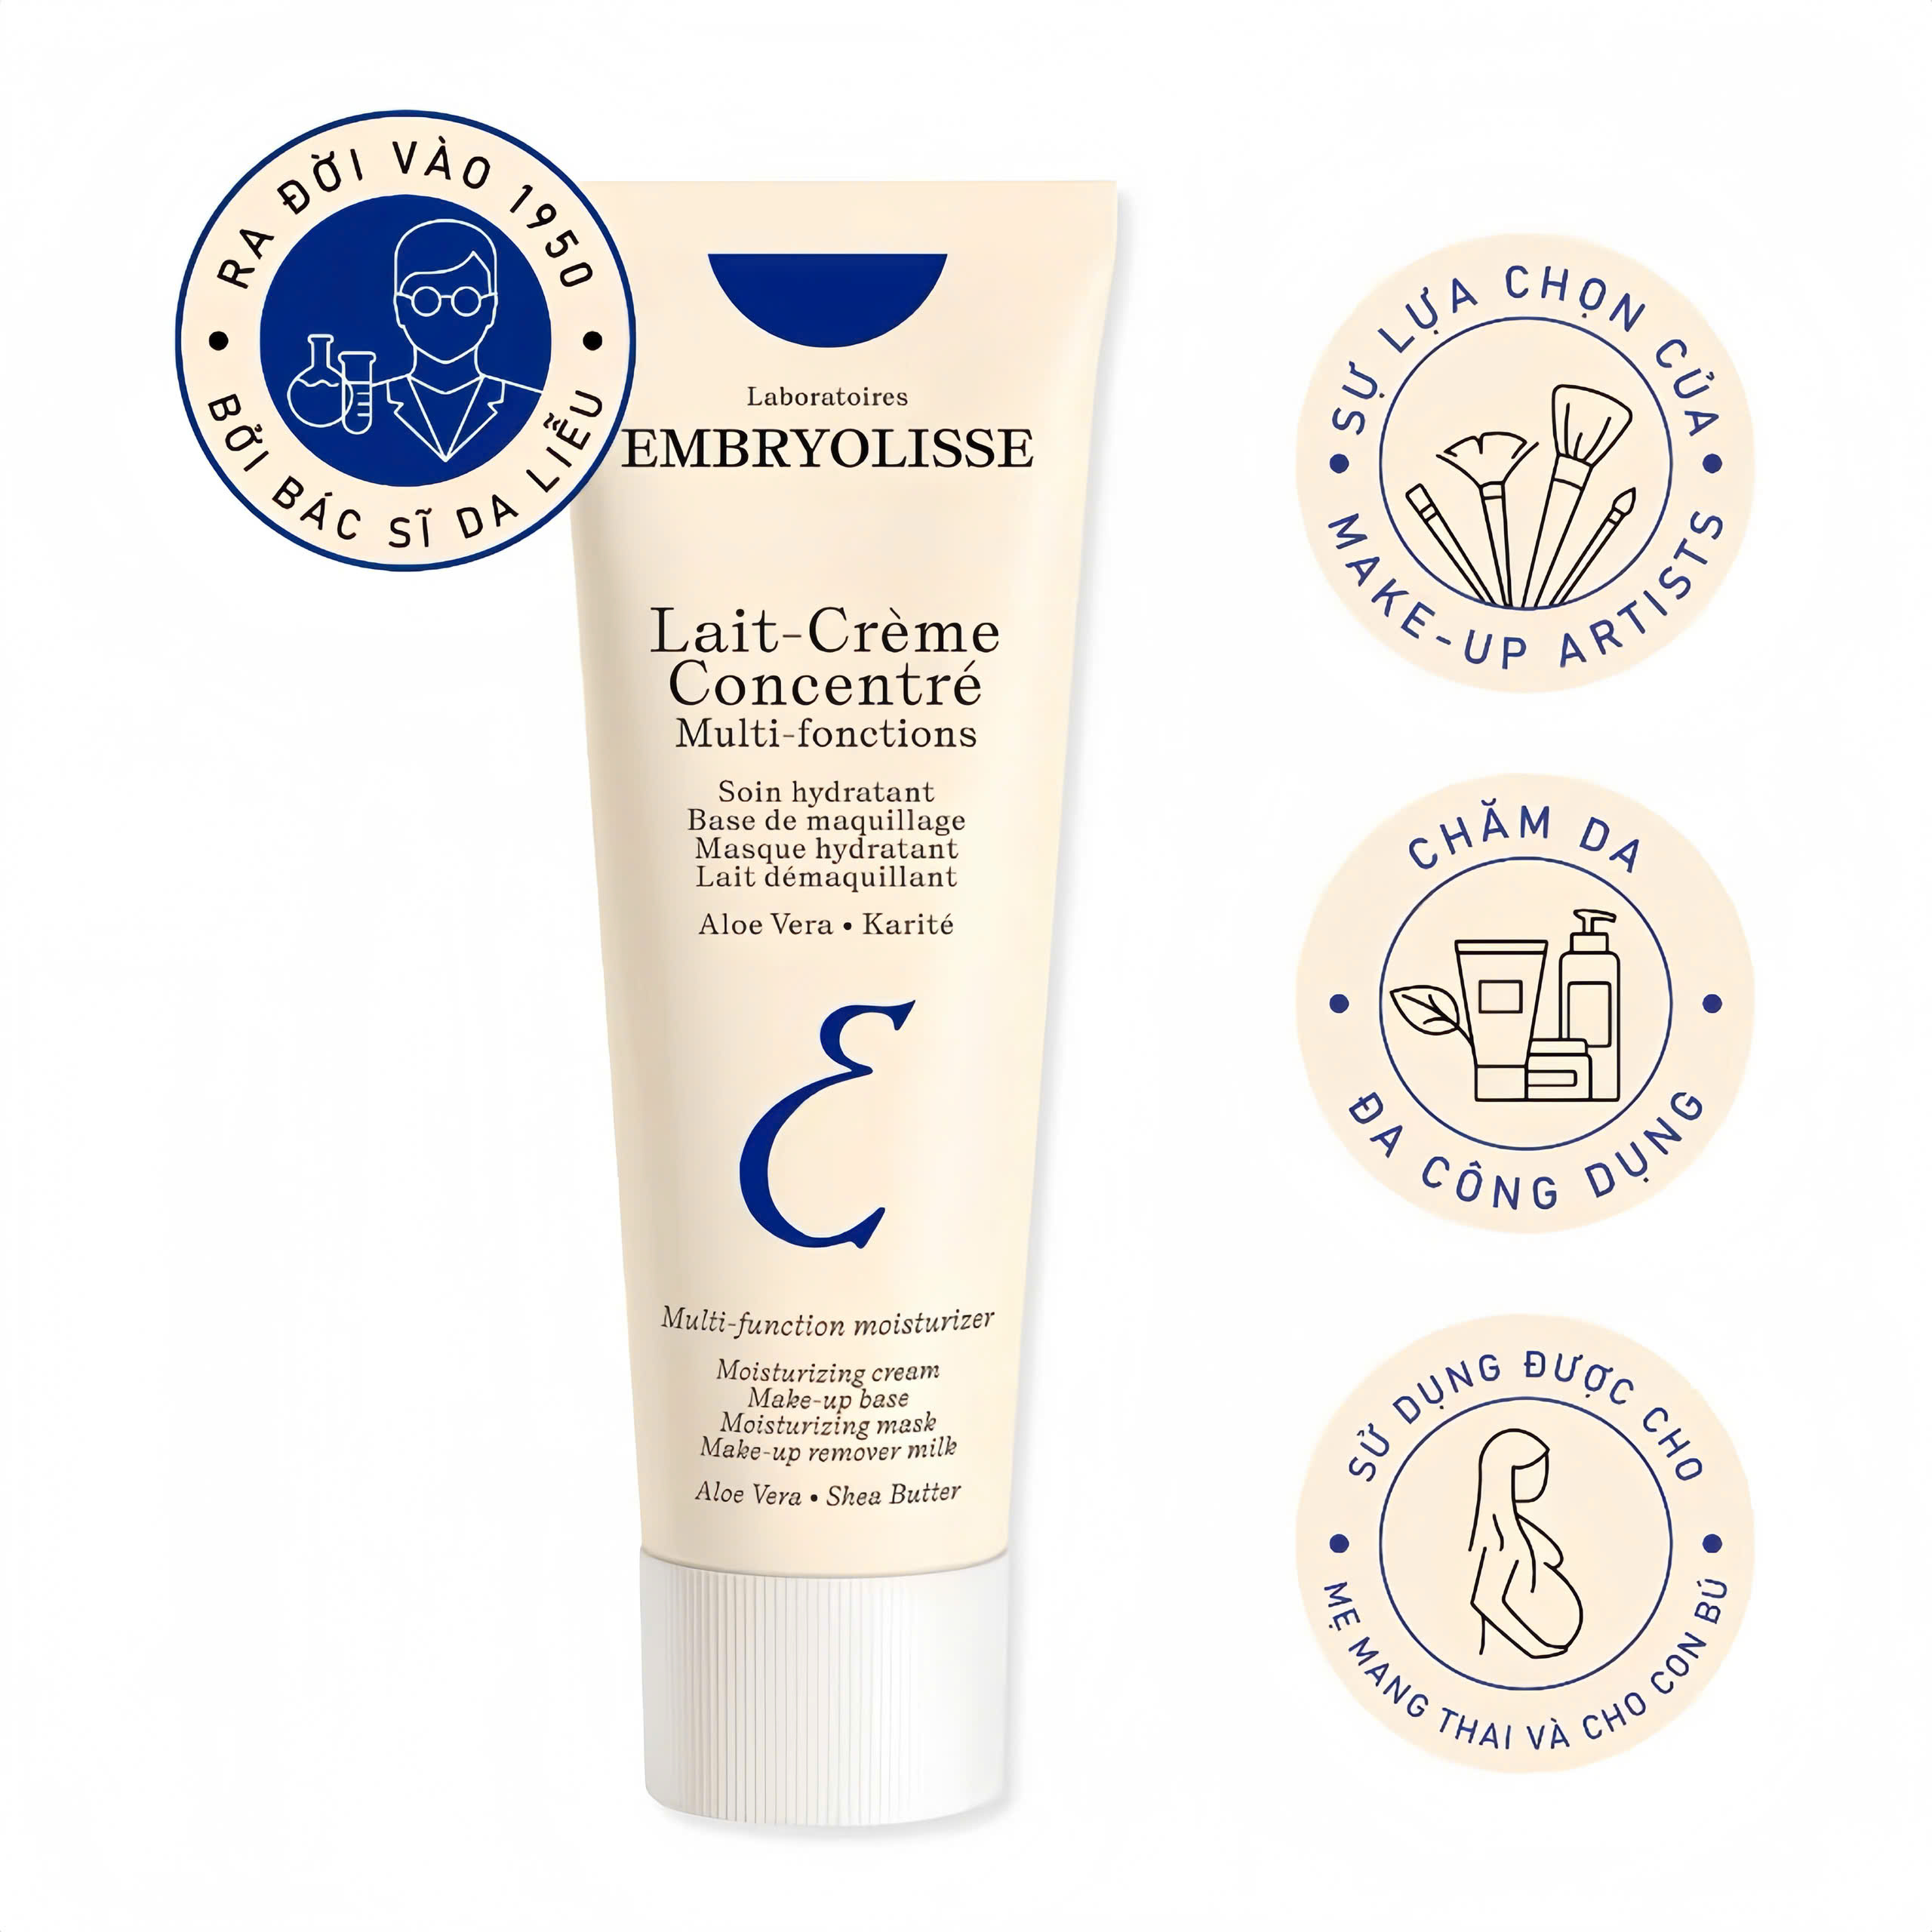 RA ĐỜI VÀO 1950
BỞI BÁC SĨ DA LIỄU
Laboratoires
EMBRYOLISSE
Lait-Crème
Concentré
Multi-fonctions
Soin hydratant
Base de maquillage
Masque hydratant
Lait démaquillant
Aloe Vera • Karité
Ɛ
Multi-function moisturizer
Moisturizing cream
Make-up base
Moisturizing mask
Make-up remover milk
Aloe Vera • Shea Butter
SỰ LỰA CHỌN CỦA
MAKE-UP ARTISTS
CHĂM DA
ĐA CÔNG DỤNG
SỬ DỤNG ĐƯỢC CHO
MẸ MANG THAI VÀ CHO CON BÚ